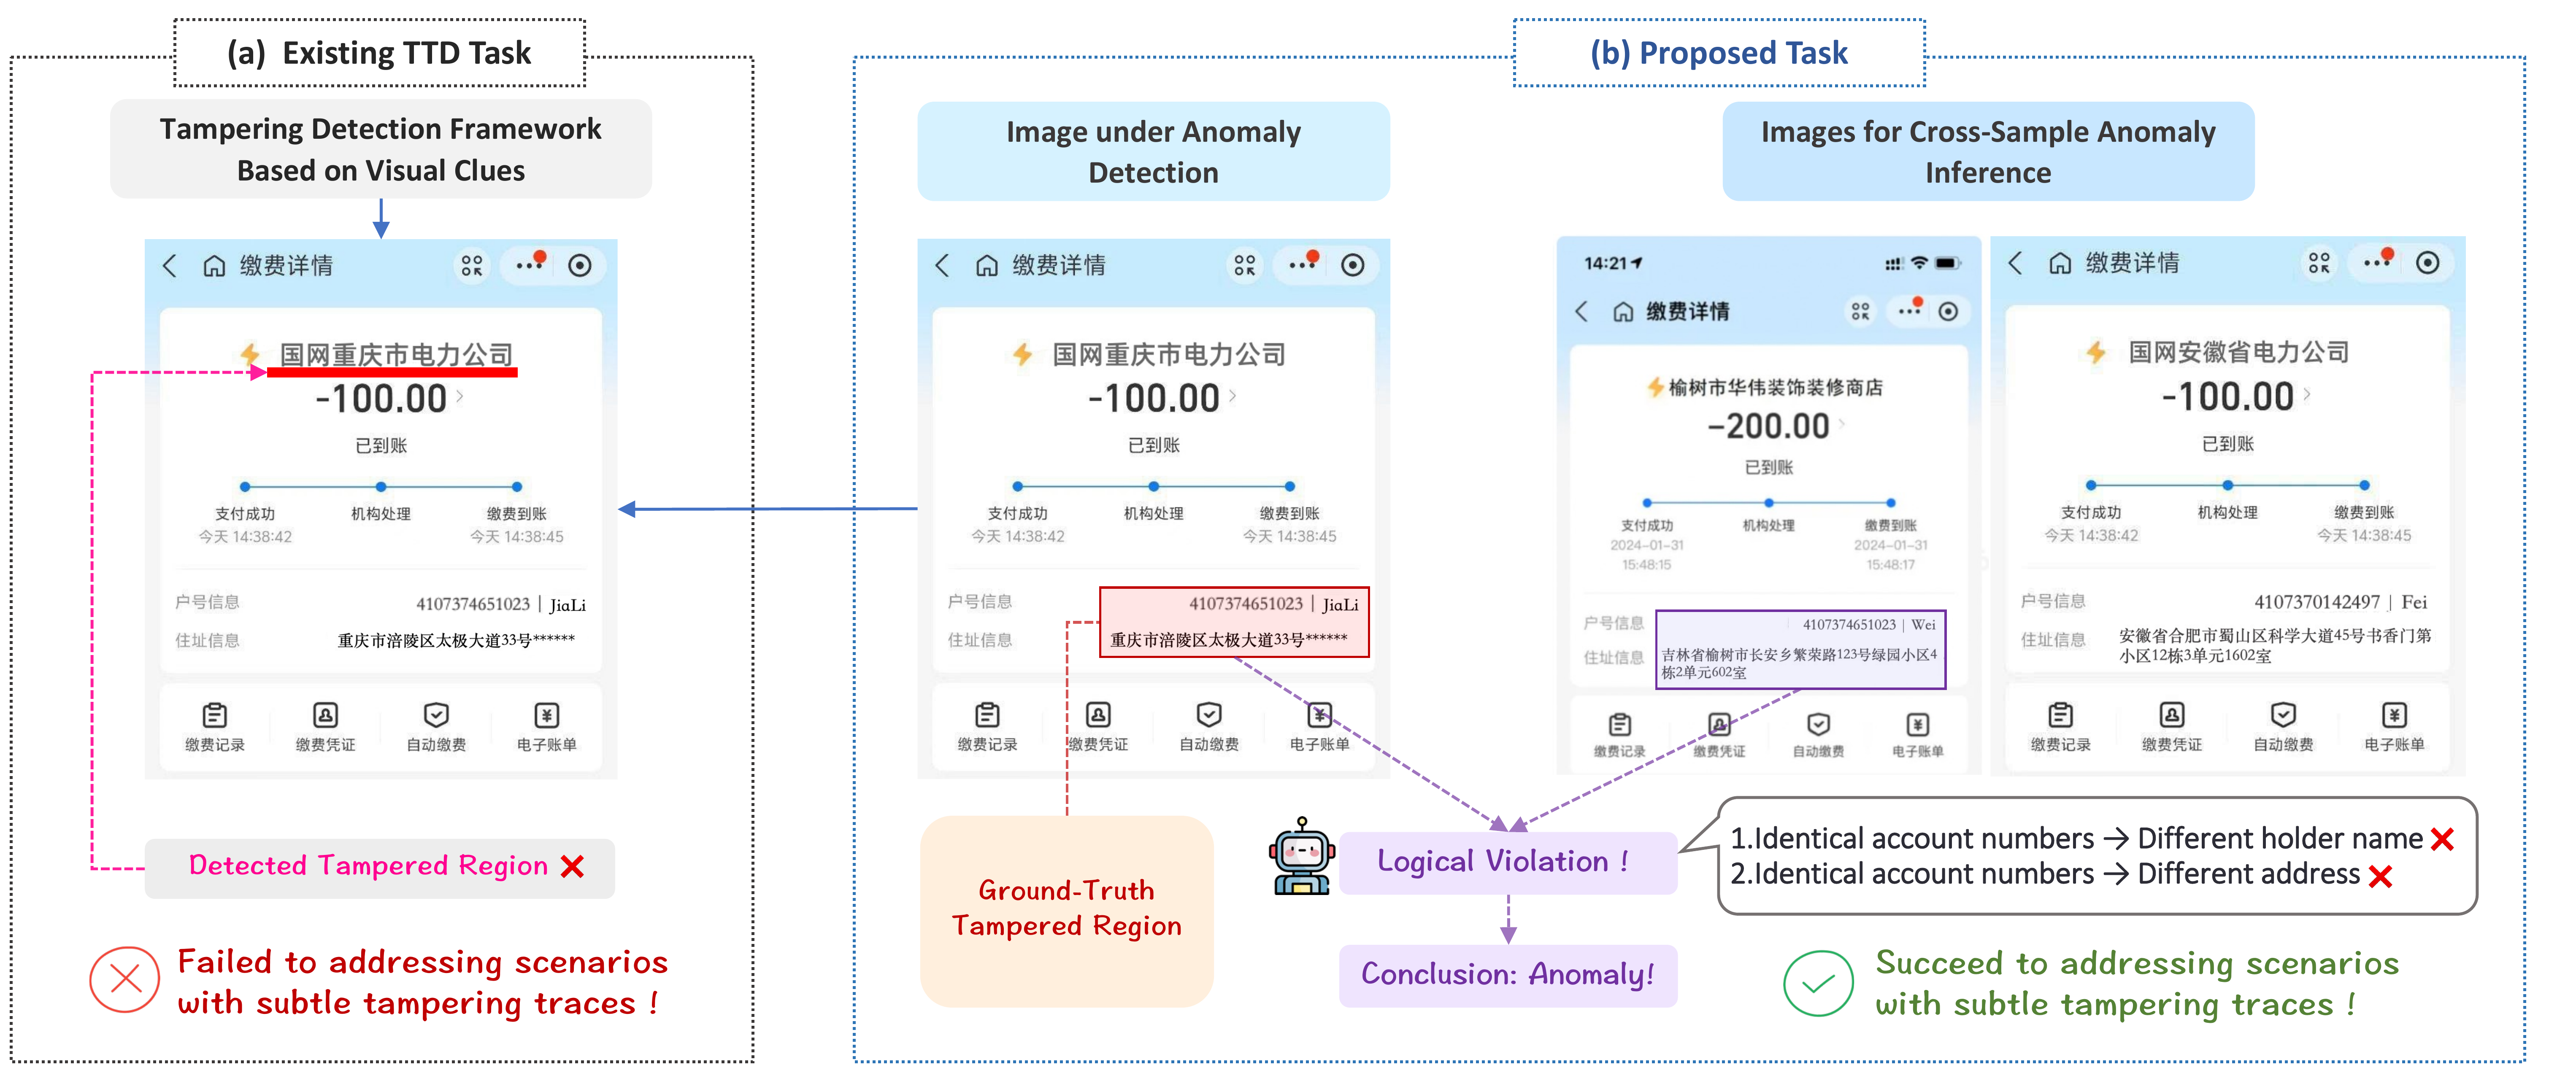 (a) Existing TTD Task
Tampering Detection Framework
Based on Visual Clues
缴费详情
国网重庆市电力公司
-100.00
已到账
支付成功 机构处理 缴费到账
今天 14:38:42 今天 14:38:45
户号信息 4107374651023 | JiaLi
住址信息 重庆市涪陵区太极大道33号******
缴费记录 缴费凭证 自动缴费 电子账单
Detected Tampered Region
Failed to addressing scenarios
with subtle tampering traces !
(b) Proposed Task
Image under Anomaly
Detection
缴费详情
国网重庆市电力公司
-100.00
已到账
支付成功 机构处理 缴费到账
今天 14:38:42 今天 14:38:45
户号信息 4107374651023 | JiaLi
住址信息 重庆市涪陵区太极大道33号******
缴费记录 缴费凭证 自动缴费 电子账单
Images for Cross-Sample Anomaly
Inference
14:21
缴费详情
榆树市华伟装饰装修商店
-200.00
已到账
支付成功 机构处理 缴费到账
2024-01-31 2024-01-31
15:48:15 15:48:17
户号信息 4107374651023 | Wei
住址信息 吉林省榆树市长安乡繁荣路123号绿园小区4
栋2单元602室
缴费记录 缴费凭证 自动缴费 电子账单
缴费详情
国网安徽省电力公司
-100.00
已到账
支付成功 机构处理 缴费到账
今天 14:38:42 今天 14:38:45
户号信息 4107370142497 | Fei
住址信息 安徽省合肥市蜀山区科学大道45号书香门第
小区12栋3单元1602室
缴费记录 缴费凭证 自动缴费 电子账单
Ground-Truth
Tampered Region
Logical Violation !
Conclusion: Anomaly!
1.Identical account numbers → Different holder name
2.Identical account numbers → Different address
Succeed to addressing scenarios
with subtle tampering traces !